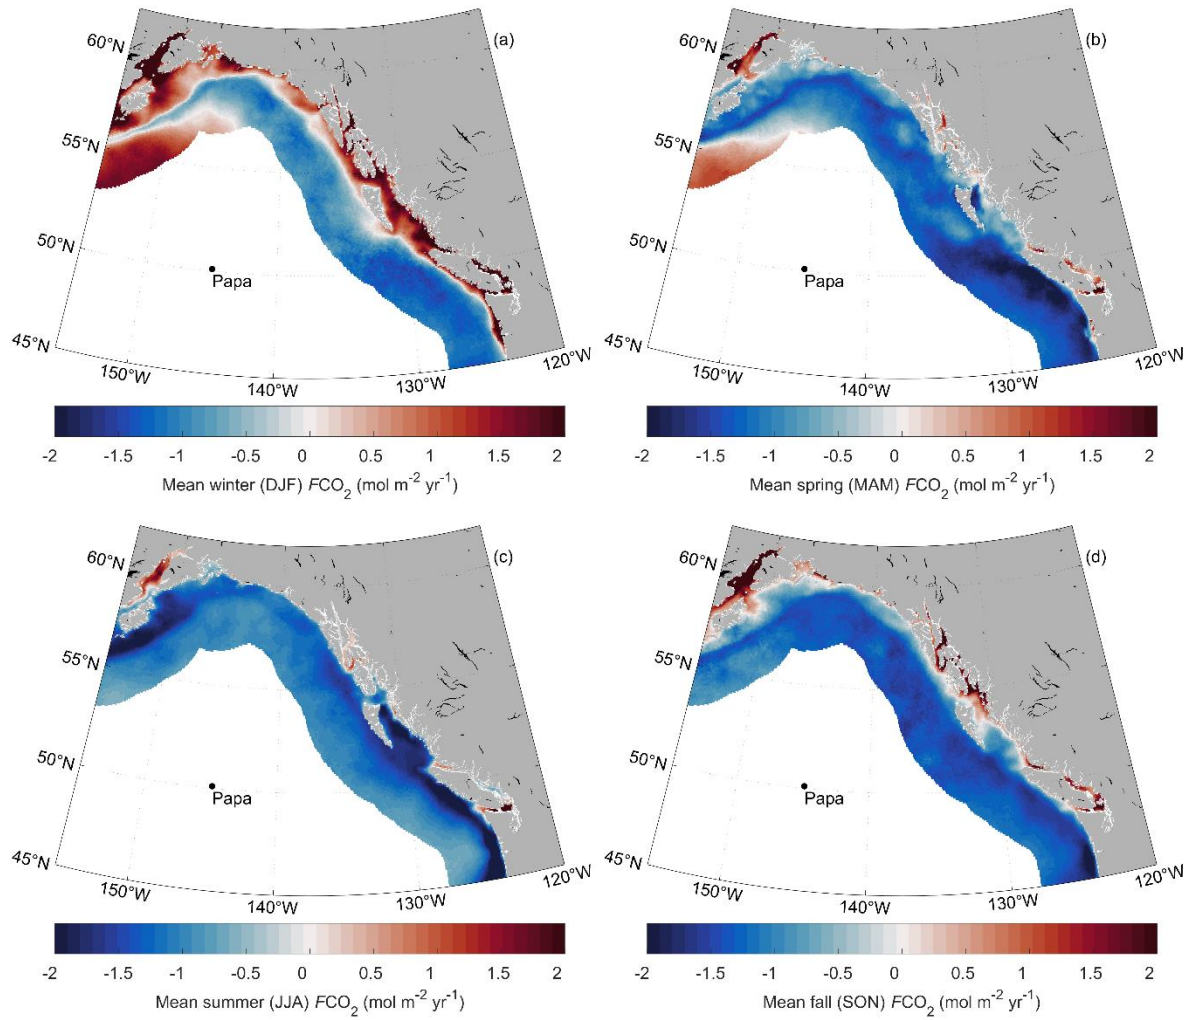 (a)
60°N
55°N
50°N
45°N
Papa
150°W
140°W
130°W
120°W
-2 -1.5 -1 -0.5 0 0.5 1 1.5 2
Mean winter (DJF) FCO₂ (mol m⁻² yr⁻¹)
(b)
60°N
55°N
50°N
45°N
Papa
150°W
140°W
130°W
120°W
-2 -1.5 -1 -0.5 0 0.5 1 1.5 2
Mean spring (MAM) FCO₂ (mol m⁻² yr⁻¹)
(c)
60°N
55°N
50°N
45°N
Papa
150°W
140°W
130°W
120°W
-2 -1.5 -1 -0.5 0 0.5 1 1.5 2
Mean summer (JJA) FCO₂ (mol m⁻² yr⁻¹)
(d)
60°N
55°N
50°N
45°N
Papa
150°W
140°W
130°W
120°W
-2 -1.5 -1 -0.5 0 0.5 1 1.5 2
Mean fall (SON) FCO₂ (mol m⁻² yr⁻¹)